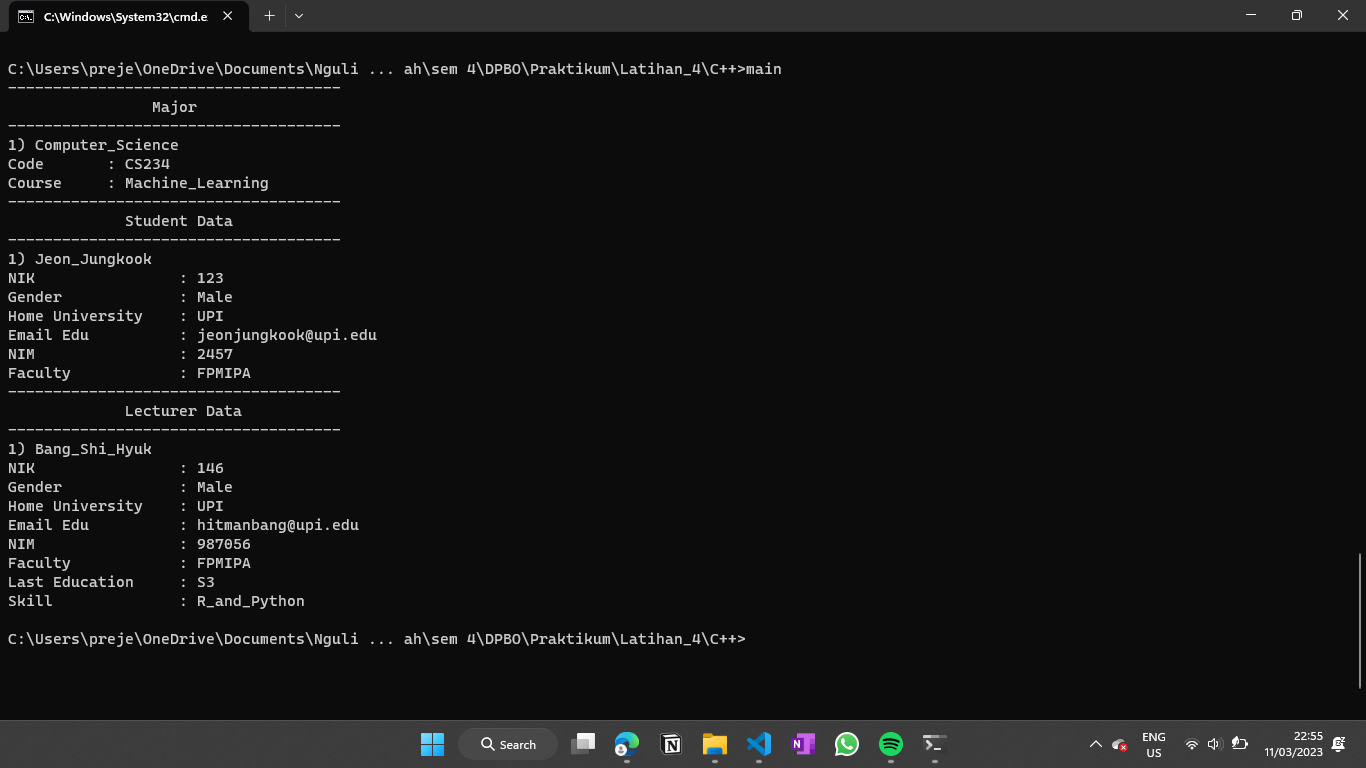 C:\Windows\System32\cmd.e
C:\Users\preje\OneDrive\Documents\Nguli ... ah\sem 4\DPBO\Praktikum\Latihan_4\C++>main
-------------------------------------
Major
-------------------------------------
1) Computer_Science
Code : CS234
Course : Machine_Learning
-------------------------------------
Student Data
-------------------------------------
1) Jeon_Jungkook
NIK : 123
Gender : Male
Home University : UPI
Email Edu : jeonjungkook@upi.edu
NIM : 2457
Faculty : FPMIPA
-------------------------------------
Lecturer Data
-------------------------------------
1) Bang_Shi_Hyuk
NIK : 146
Gender : Male
Home University : UPI
Email Edu : hitmanbang@upi.edu
NIM : 987056
Faculty : FPMIPA
Last Education : S3
Skill : R_and_Python
C:\Users\preje\OneDrive\Documents\Nguli ... ah\sem 4\DPBO\Praktikum\Latihan_4\C++>
Search
ENG
US
22:55
11/03/2023